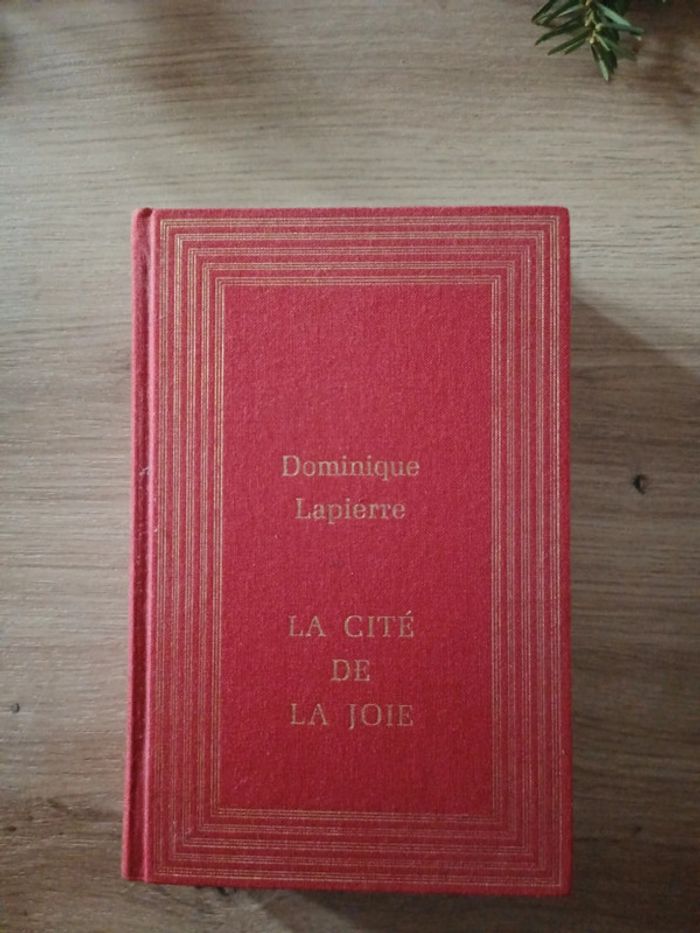 Dominique
Lapierre
LA CITÉ
DE
LA JOIE